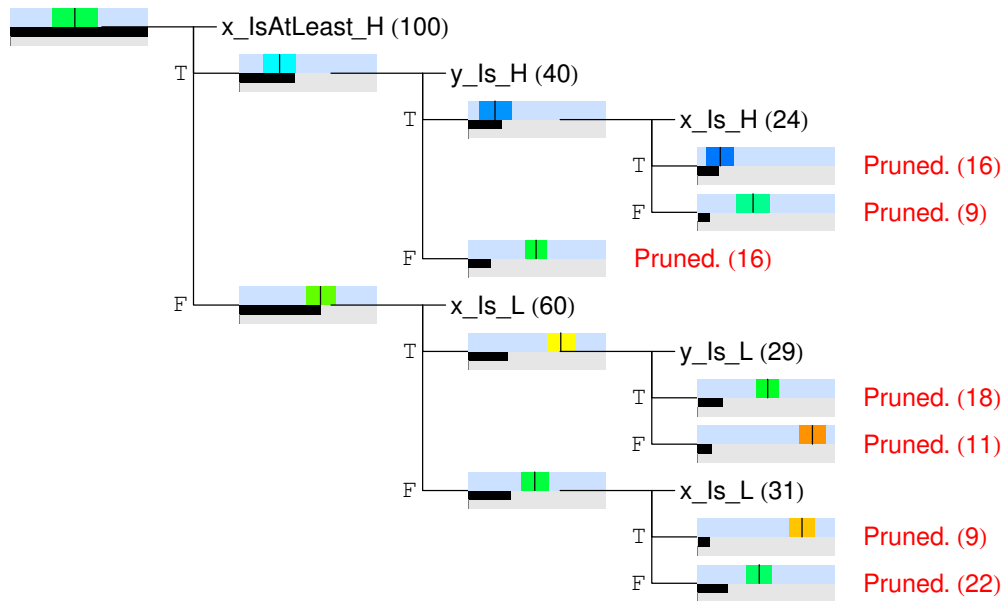 x_IsAtLeast_H (100)
T
y_Is_H (40)
T
x_Is_H (24)
T
Pruned. (16)
F
Pruned. (9)
F
Pruned. (16)
F
x_Is_L (60)
T
y_Is_L (29)
T
Pruned. (18)
F
Pruned. (11)
F
x_Is_L (31)
T
Pruned. (9)
F
Pruned. (22)